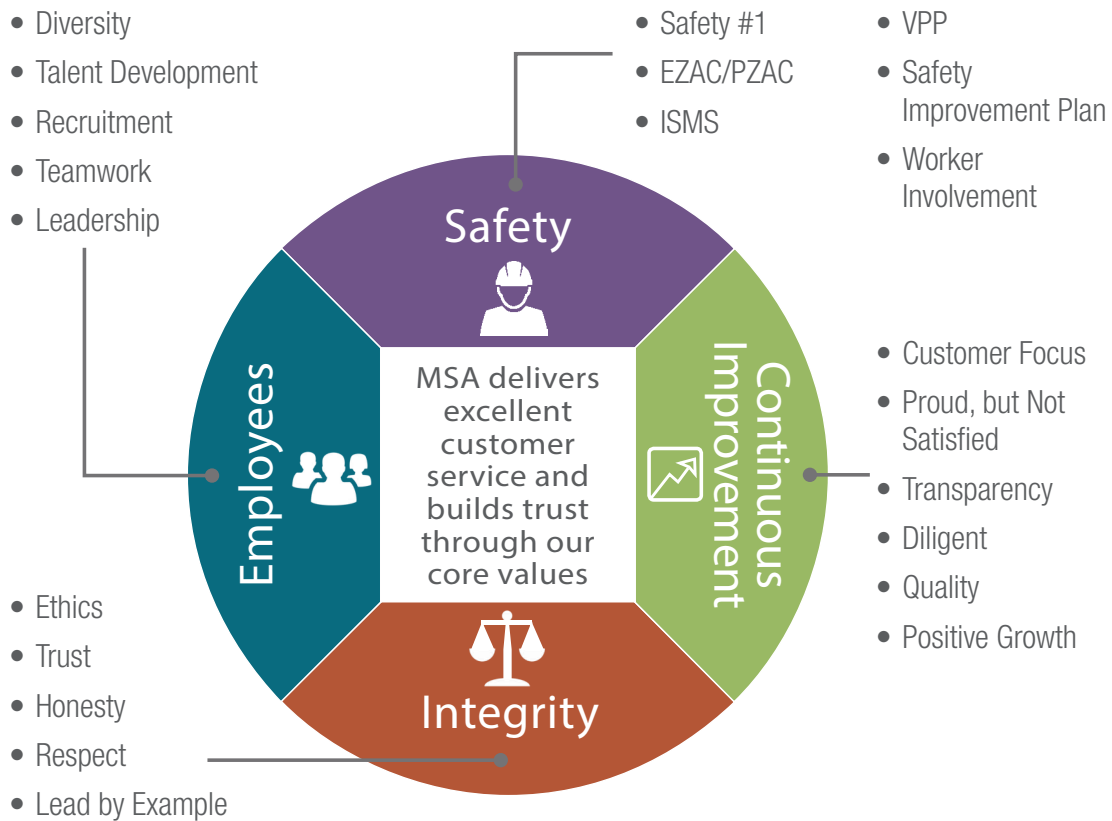 • Diversity
• Talent Development
• Recruitment
• Teamwork
• Leadership
• Safety #1
• EZAC/PZAC
• ISMS
• VPP
• Safety
Improvement Plan
• Worker
Involvement
Safety
Employees
MSA delivers
excellent
customer
service and
builds trust
through our
core values
Continuous
Improvement
• Customer Focus
• Proud, but Not
Satisfied
• Transparency
• Diligent
• Quality
• Positive Growth
• Ethics
• Trust
• Honesty
• Respect
• Lead by Example
Integrity